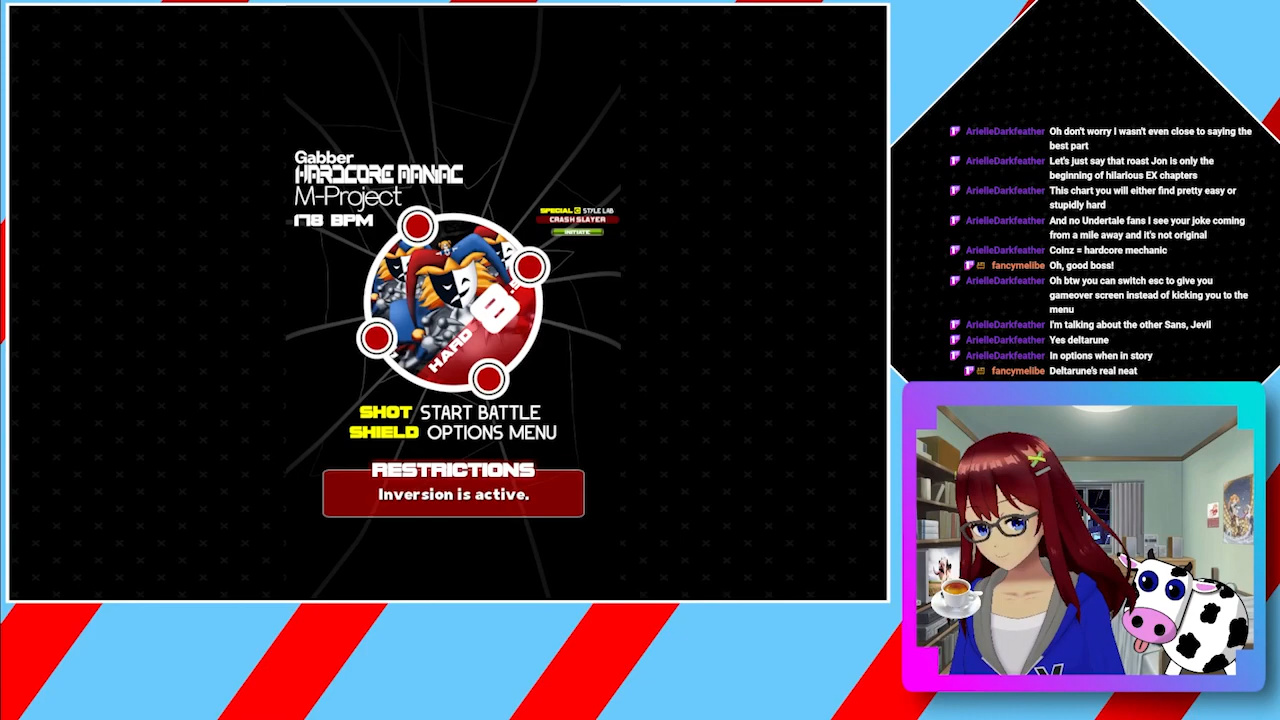 Gabber
HARDCORE MANIAC
M-Project
178 BPM
SPECIAL STYLE LAB
CRASH SLAYER
INITIATE
8.5
HARD
SHOT START BATTLE
SHIELD OPTIONS MENU
RESTRICTIONS
Inversion is active.
ArielleDarkfeather Oh don't worry I wasn't even close to saying the
best part
ArielleDarkfeather Let's just say that roast Jon is only the
beginning of hilarious EX chapters
ArielleDarkfeather This chart you will either find pretty easy or
stupidly hard
ArielleDarkfeather And no Undertale fans I see your joke coming
from a mile away and it's not original
ArielleDarkfeather Coinz = hardcore mechanic
fancymelibe Oh, good boss!
ArielleDarkfeather Oh btw you can switch esc to give you
gameover screen instead of kicking you to the
menu
ArielleDarkfeather I'm talking about the other Sans, Jevil
ArielleDarkfeather Yes deltarune
ArielleDarkfeather In options when in story
fancymelibe Deltarune's real neat